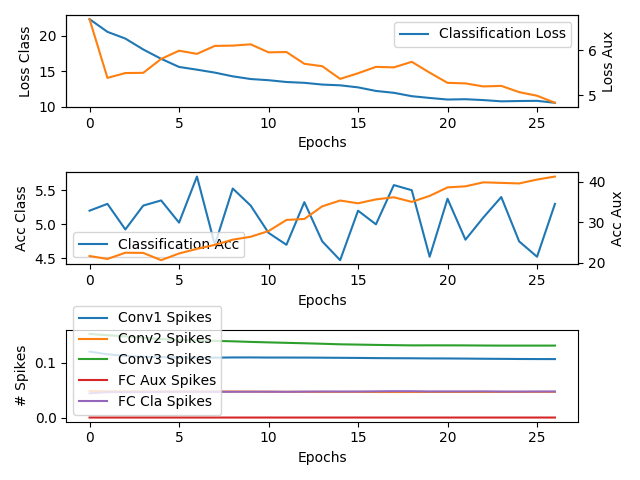 Classification Loss
Loss Class
Loss Aux
20
15
10
6
5
0 5 10 15 20 25
Epochs
Classification Acc
Acc Class
Acc Aux
5.5
5.0
4.5
40
30
20
0 5 10 15 20 25
Epochs
Conv1 Spikes
Conv2 Spikes
Conv3 Spikes
FC Aux Spikes
FC Cla Spikes
# Spikes
0.1
0.0
0 5 10 15 20 25
Epochs